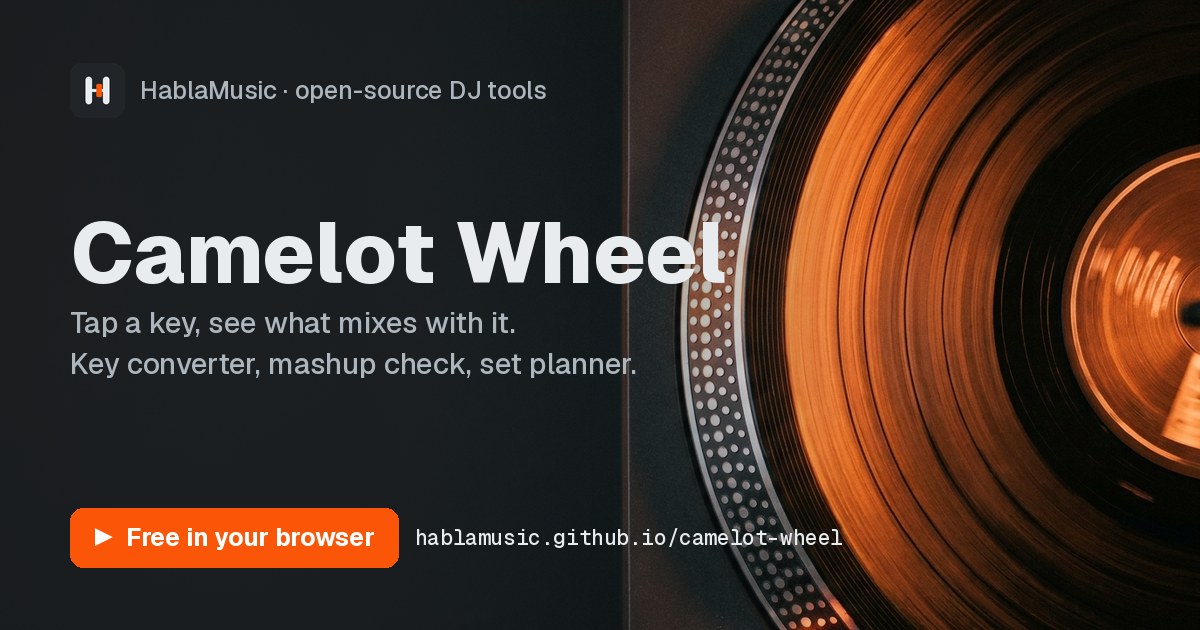 HablaMusic · open-source DJ tools
Camelot Wheel
Tap a key, see what mixes with it.
Key converter, mashup check, set planner.
Free in your browser
hablamusic.github.io/camelot-wheel